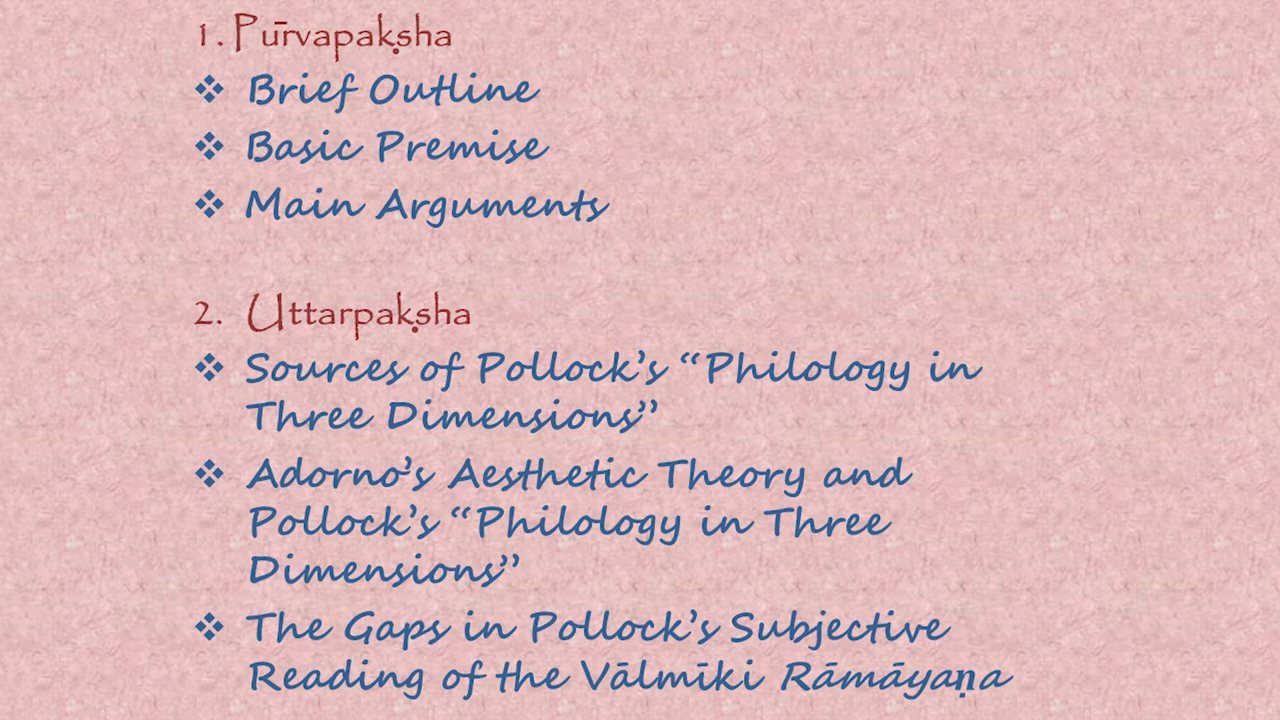 1. Pūrvapakṣha
❖ Brief Outline
❖ Basic Premise
❖ Main Arguments
2. Uttarpakṣha
❖ Sources of Pollock’s “Philology in
Three Dimensions”
❖ Adorno’s Aesthetic Theory and
Pollock’s “Philology in Three
Dimensions”
❖ The Gaps in Pollock’s Subjective
Reading of the Vālmīki Rāmāyaṇa